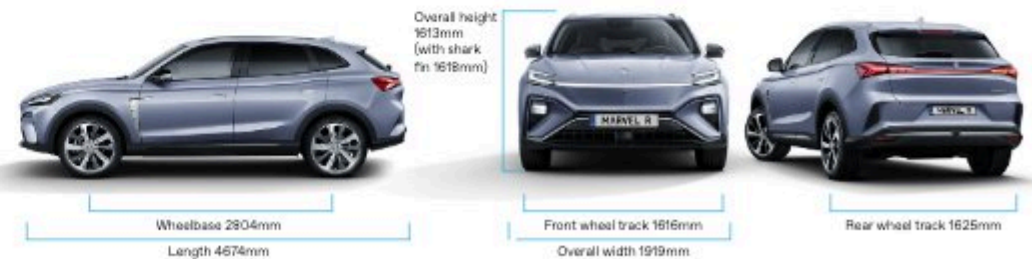 Overall height
1613mm
(with shark
fin 1618mm)
MARVEL R
MARVEL R
Wheelbase 2804mm
Front wheel track 1616mm
Rear wheel track 1625mm
Length 4674mm
Overall width 1919mm